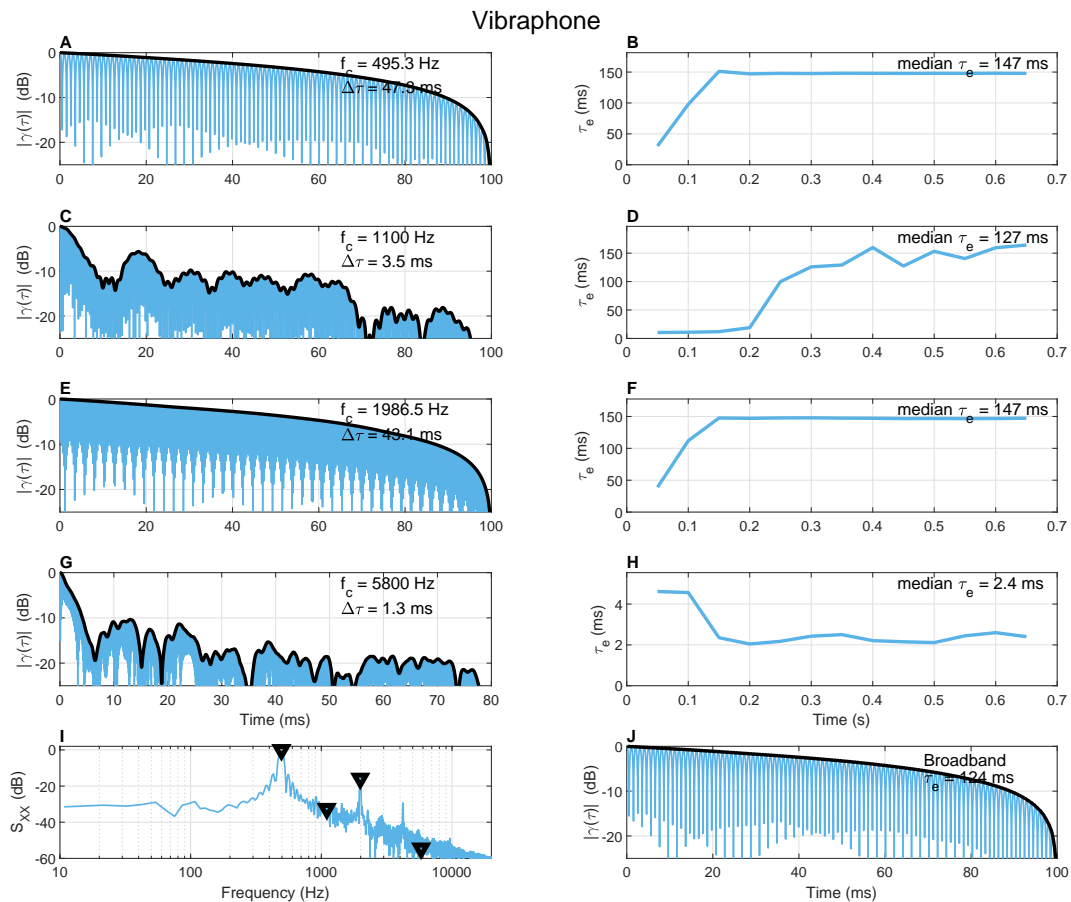 Vibraphone
A
f_c = 495.3 Hz
Δτ = 47.3 ms
|γ(τ)| (dB)
0
-10
-20
0 20 40 60 80 100
B
median τ_e = 147 ms
τ_e (ms)
150
100
50
0
0 0.1 0.2 0.3 0.4 0.5 0.6 0.7
C
f_c = 1100 Hz
Δτ = 3.5 ms
|γ(τ)| (dB)
0
-10
-20
0 20 40 60 80 100
D
median τ_e = 127 ms
τ_e (ms)
150
100
50
0
0 0.1 0.2 0.3 0.4 0.5 0.6 0.7
E
f_c = 1986.5 Hz
Δτ = 43.1 ms
|γ(τ)| (dB)
0
-10
-20
0 20 40 60 80 100
F
median τ_e = 147 ms
τ_e (ms)
150
100
50
0
0 0.1 0.2 0.3 0.4 0.5 0.6 0.7
G
f_c = 5800 Hz
Δτ = 1.3 ms
|γ(τ)| (dB)
0
-10
-20
0 10 20 30 40 50 60 70 80
Time (ms)
H
median τ_e = 2.4 ms
τ_e (ms)
4
2
0
0 0.1 0.2 0.3 0.4 0.5 0.6 0.7
Time (s)
I
S_XX (dB)
0
-20
-40
-60
10 100 1000 10000
Frequency (Hz)
J
Broadband
τ_e = 124 ms
|γ(τ)| (dB)
0
-10
-20
0 20 40 60 80 100
Time (ms)